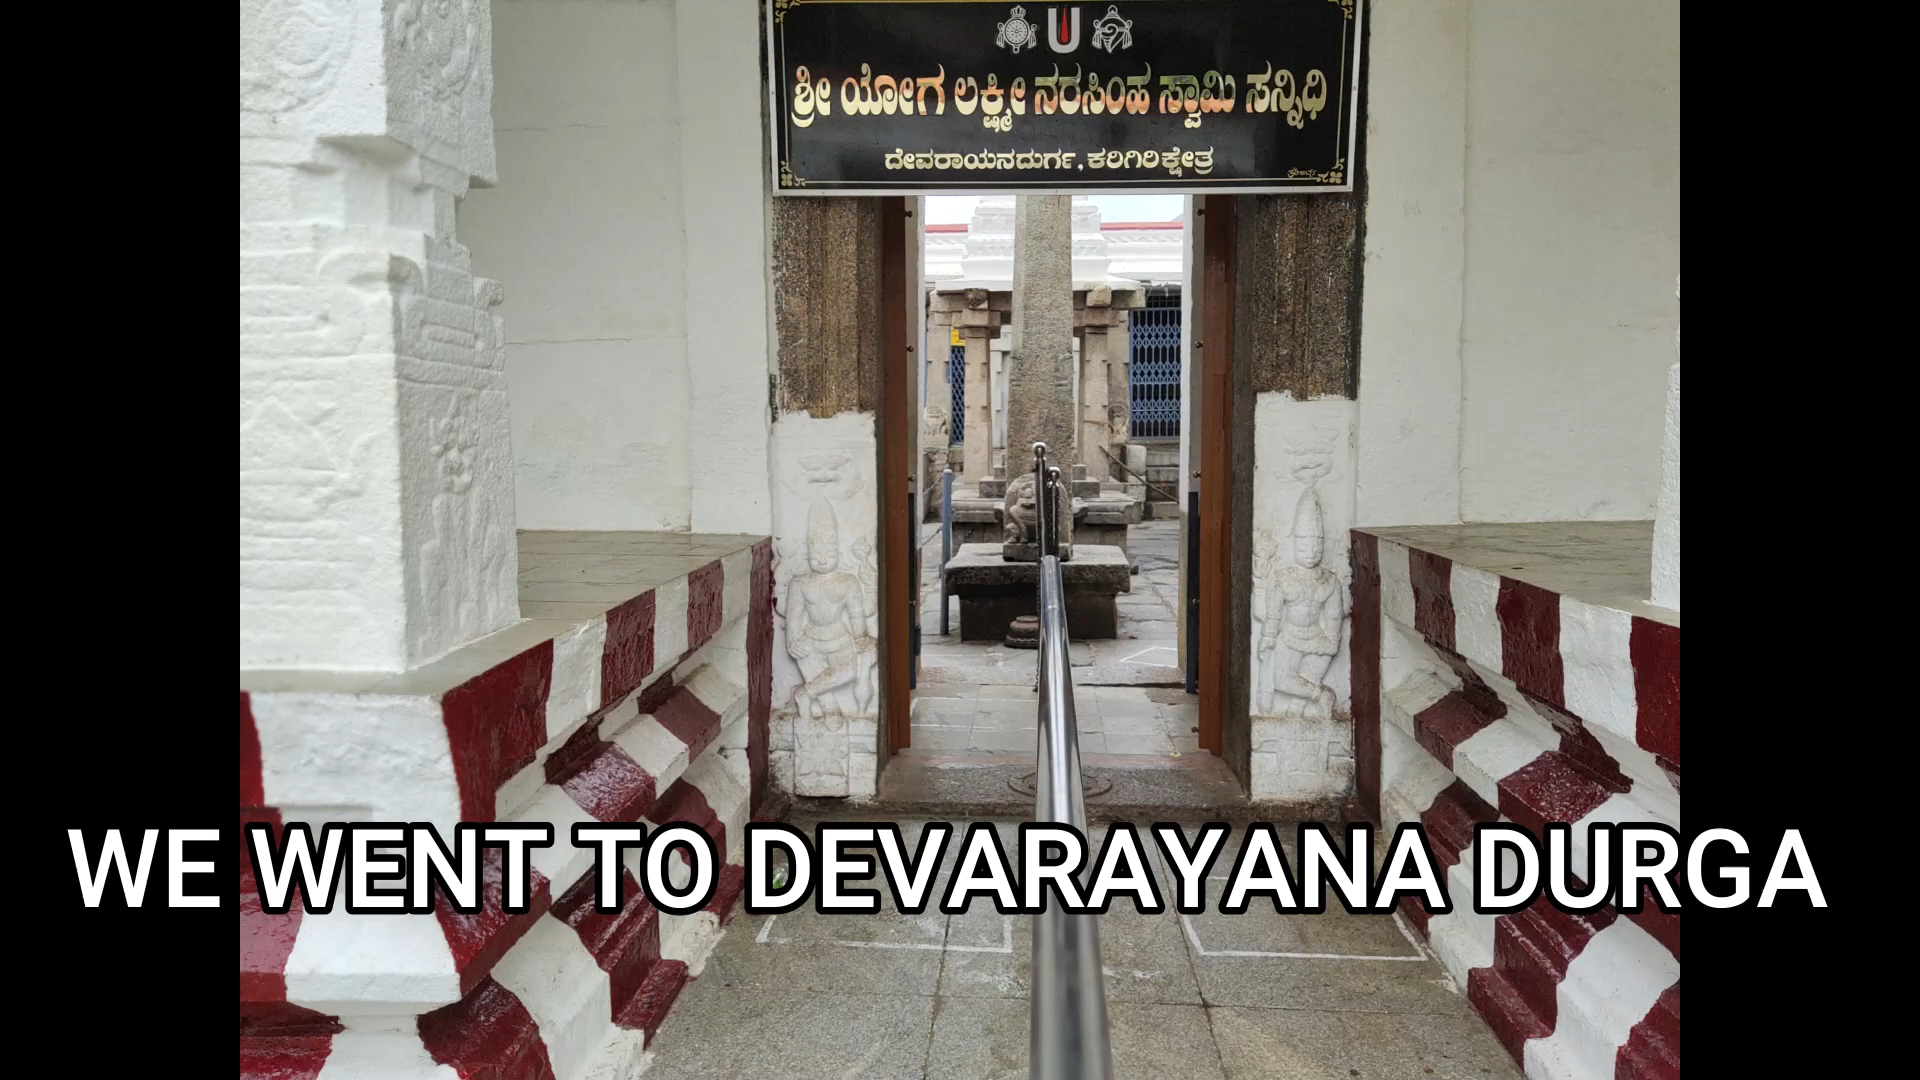 ಶ್ರೀ ಯೋಗ ಲಕ್ಷ್ಮೀ ನರಸಿಂಹ ಸ್ವಾಮಿ ಸನ್ನಿಧಿ
ದೇವರಾಯನದುರ್ಗ, ಕರಿಗಿರಿಕ್ಷೇತ್ರ
WE WENT TO DEVARAYANA DURGA